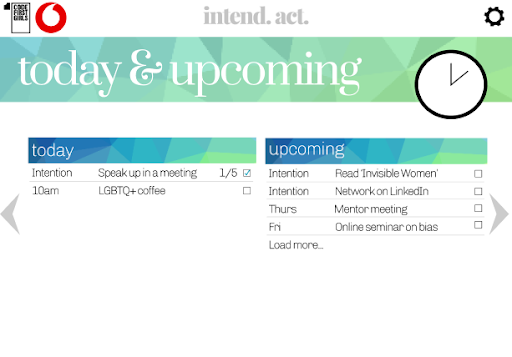 1
CODE
FIRST
GIRLS
intend. act.
today & upcoming
today
Intention Speak up in a meeting 1/5
10am LGBTQ+ coffee
upcoming
Intention Read ‘Invisible Women’
Intention Network on LinkedIn
Thurs Mentor meeting
Fri Online seminar on bias
Load more...